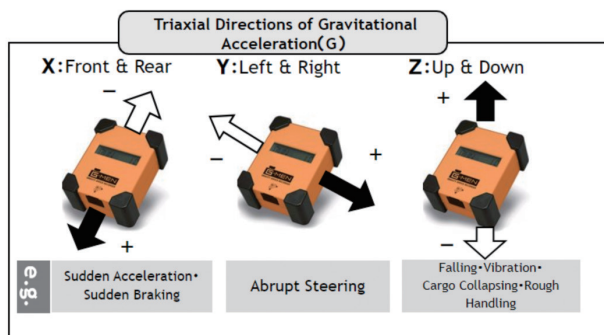 Triaxial Directions of Gravitational
Acceleration(G)
X:Front & Rear
Y:Left & Right
Z:Up & Down
−
+
−
+
+
−
G-MEN
e.g.
Sudden Acceleration・
Sudden Braking
Abrupt Steering
Falling・Vibration・
Cargo Collapsing・Rough
Handling